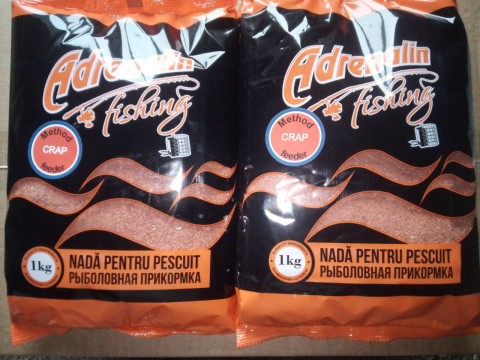 Adrenalin
fishing
Method
CRAP
feeder
1kg
NADĂ PENTRU PESCUIT
РЫБОЛОВНАЯ ПРИКОРМКА
Adrenalin
fishing
Method
CRAP
feeder
1kg
NADĂ PENTRU PESCUIT
РЫБОЛОВНАЯ ПРИКОРМКА